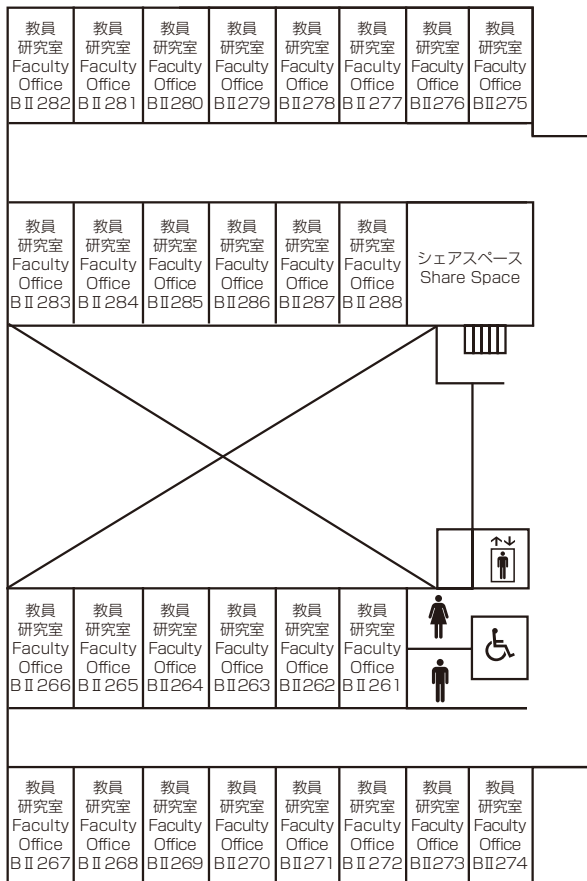 教員
研究室
Faculty
Office
BⅡ282
教員
研究室
Faculty
Office
BⅡ281
教員
研究室
Faculty
Office
BⅡ280
教員
研究室
Faculty
Office
BⅡ279
教員
研究室
Faculty
Office
BⅡ278
教員
研究室
Faculty
Office
BⅡ277
教員
研究室
Faculty
Office
BⅡ276
教員
研究室
Faculty
Office
BⅡ275
教員
研究室
Faculty
Office
BⅡ283
教員
研究室
Faculty
Office
BⅡ284
教員
研究室
Faculty
Office
BⅡ285
教員
研究室
Faculty
Office
BⅡ286
教員
研究室
Faculty
Office
BⅡ287
教員
研究室
Faculty
Office
BⅡ288
シェアスペース
Share Space
教員
研究室
Faculty
Office
BⅡ266
教員
研究室
Faculty
Office
BⅡ265
教員
研究室
Faculty
Office
BⅡ264
教員
研究室
Faculty
Office
BⅡ263
教員
研究室
Faculty
Office
BⅡ262
教員
研究室
Faculty
Office
BⅡ261
教員
研究室
Faculty
Office
BⅡ267
教員
研究室
Faculty
Office
BⅡ268
教員
研究室
Faculty
Office
BⅡ269
教員
研究室
Faculty
Office
BⅡ270
教員
研究室
Faculty
Office
BⅡ271
教員
研究室
Faculty
Office
BⅡ272
教員
研究室
Faculty
Office
BⅡ273
教員
研究室
Faculty
Office
BⅡ274